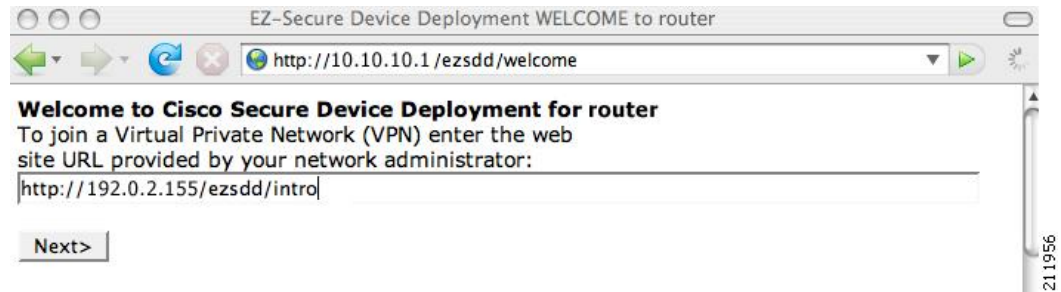 EZ-Secure Device Deployment WELCOME to router
http://10.10.10.1/ezsdd/welcome
Welcome to Cisco Secure Device Deployment for router
To join a Virtual Private Network (VPN) enter the web
site URL provided by your network administrator:
http://192.0.2.155/ezsdd/intro
Next>
211956